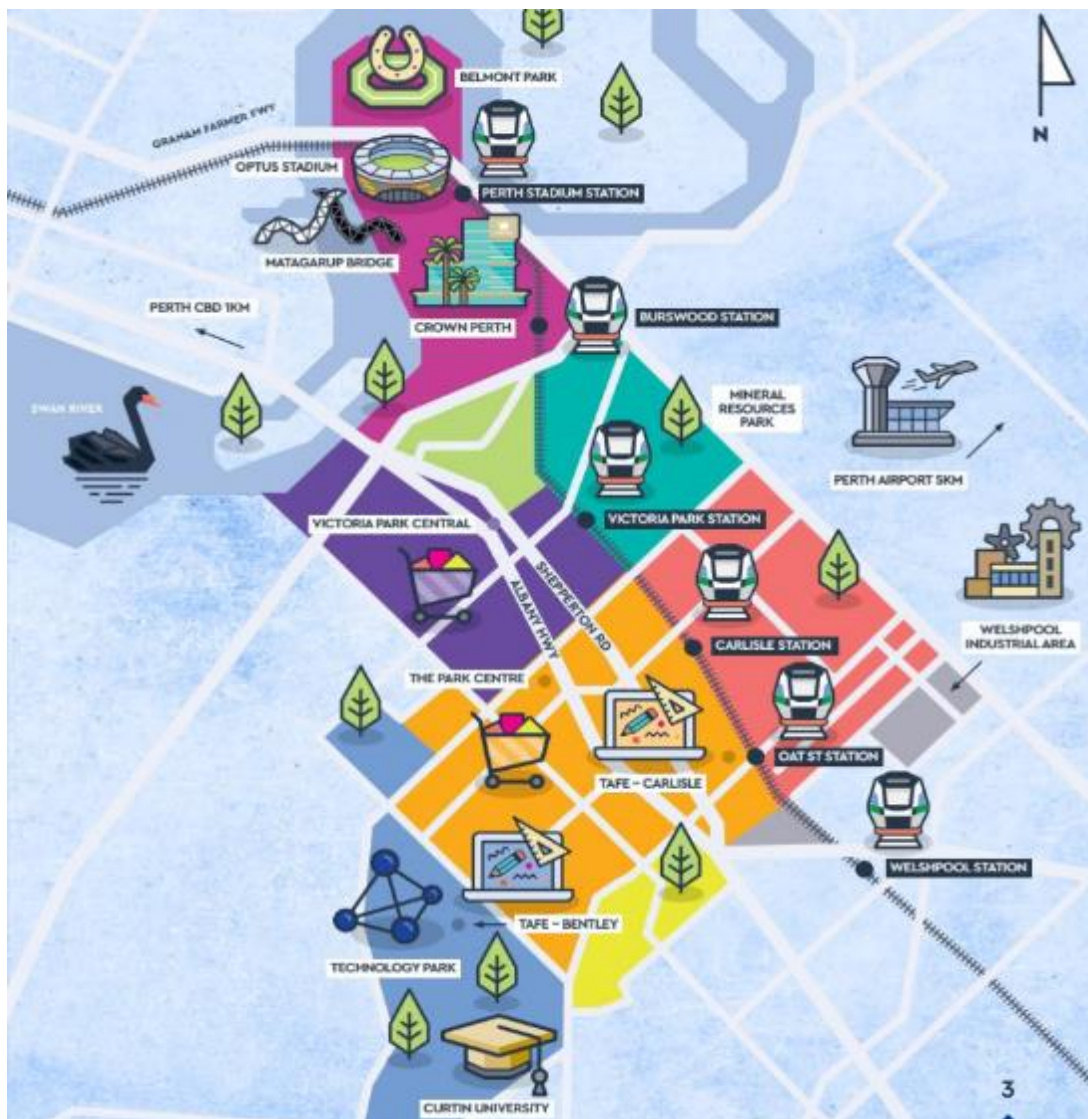 BELMONT PARK
GRAHAM FARMER FWY
OPTUS STADIUM
PERTH STADIUM STATION
MATAGARUP BRIDGE
PERTH CBD 1KM
CROWN PERTH
BURSWOOD STATION
N
SWAN RIVER
MINERAL
RESOURCES
PARK
PERTH AIRPORT 5KM
VICTORIA PARK CENTRAL
VICTORIA PARK STATION
SHEPPERTON RD
ALBANY HWY
WELSHPOOL
INDUSTRIAL AREA
CARLISLE STATION
THE PARK CENTRE
OAT ST STATION
TAFE – CARLISLE
WELSHPOOL STATION
TAFE – BENTLEY
TECHNOLOGY PARK
CURTIN UNIVERSITY
3